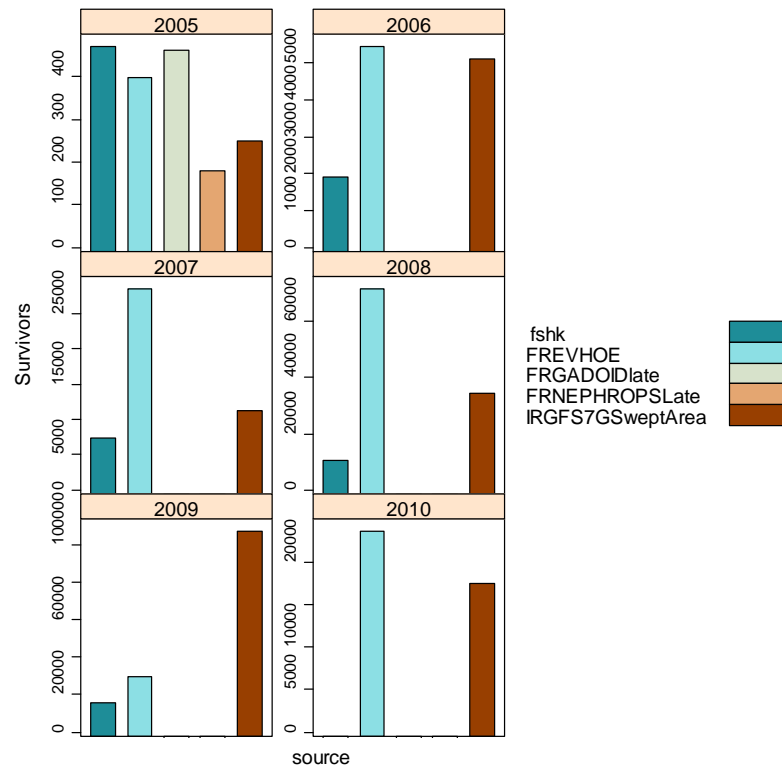 2005
0 100 200 300 400
2006
0 1000 2000 3000 4000 5000
2007
0 5000 15000 25000
2008
0 20000 40000 60000
2009
0 20000 60000 100000
2010
0 5000 10000 20000
Survivors
source
fshk
FREVHOE
FRGADOIDlate
FRNEPHROPSLate
IRGFS7GSweptArea